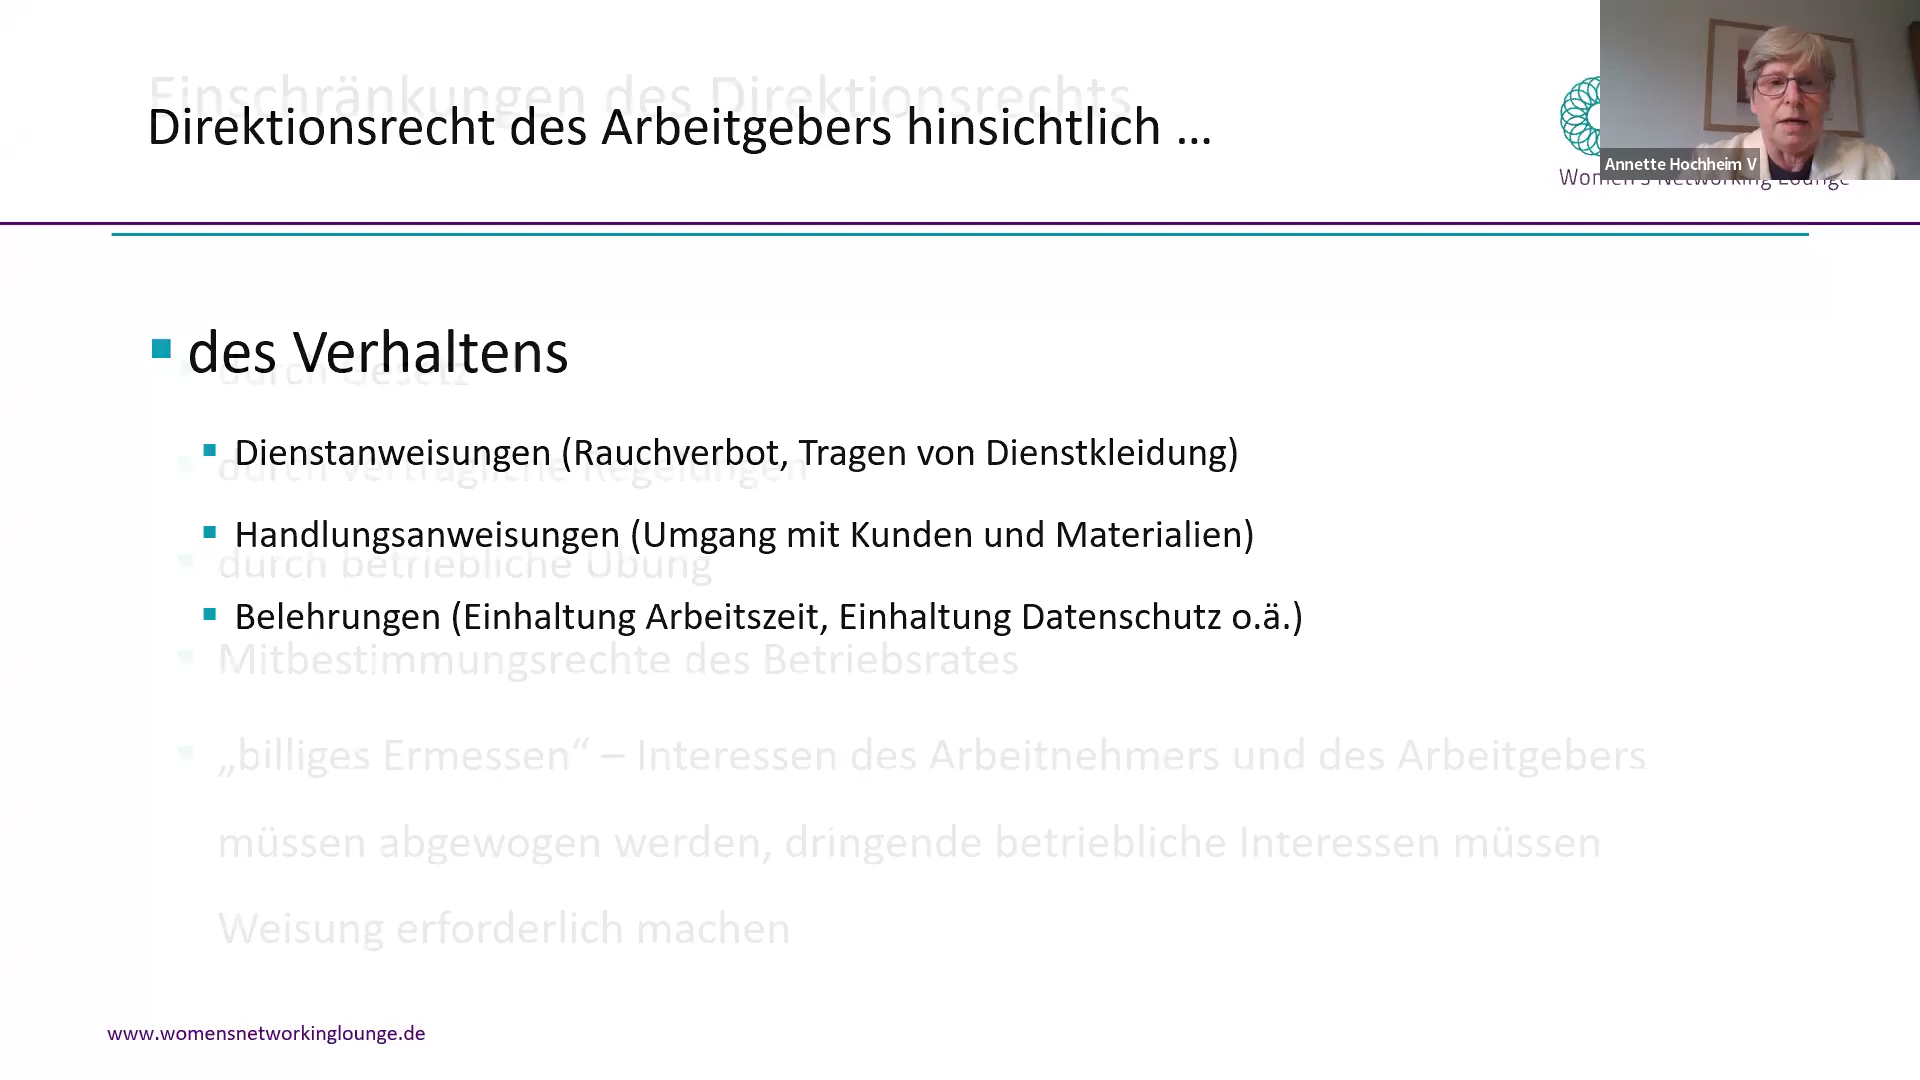 Einschränkungen des Direktionsrechts
Direktionsrecht des Arbeitgebers hinsichtlich ...
Annette Hochheim V
Women's Networking Lounge
des Verhaltens
durch Gesetz
Dienstanweisungen (Rauchverbot, Tragen von Dienstkleidung)
durch vertragliche Regelungen
Handlungsanweisungen (Umgang mit Kunden und Materialien)
durch betriebliche Übung
Belehrungen (Einhaltung Arbeitszeit, Einhaltung Datenschutz o.ä.)
Mitbestimmungsrechte des Betriebsrates
„billiges Ermessen“ – Interessen des Arbeitnehmers und des Arbeitgebers
müssen abgewogen werden, dringende betriebliche Interessen müssen
Weisung erforderlich machen
www.womensnetworkinglounge.de